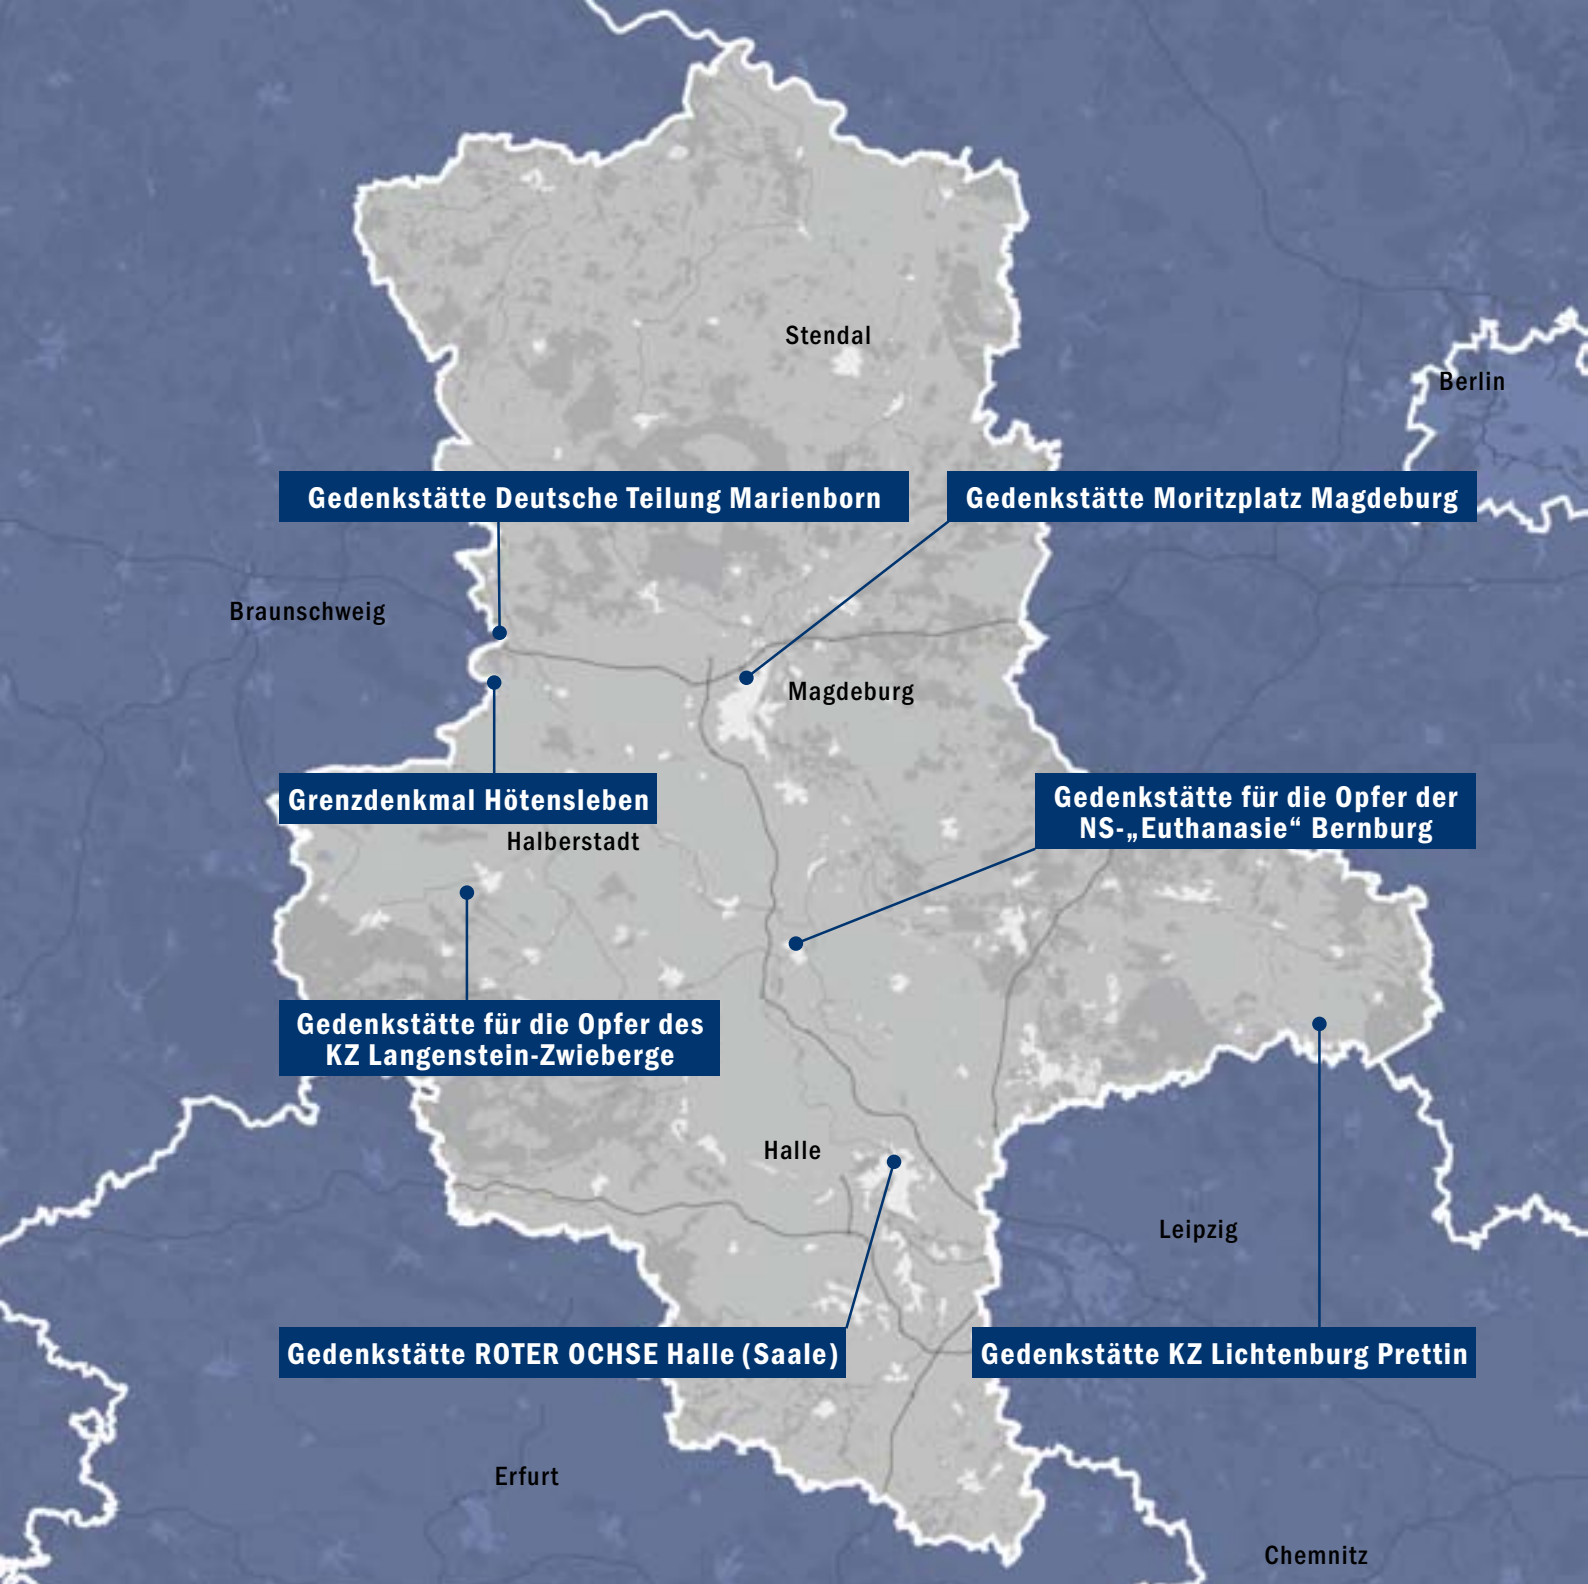 Stendal
Berlin
Gedenkstätte Deutsche Teilung Marienborn
Gedenkstätte Moritzplatz Magdeburg
Braunschweig
Magdeburg
Grenzdenkmal Hötensleben
Gedenkstätte für die Opfer der
NS-„Euthanasie“ Bernburg
Halberstadt
Gedenkstätte für die Opfer des
KZ Langenstein-Zwieberge
Halle
Leipzig
Gedenkstätte ROTER OCHSE Halle (Saale)
Gedenkstätte KZ Lichtenburg Prettin
Erfurt
Chemnitz